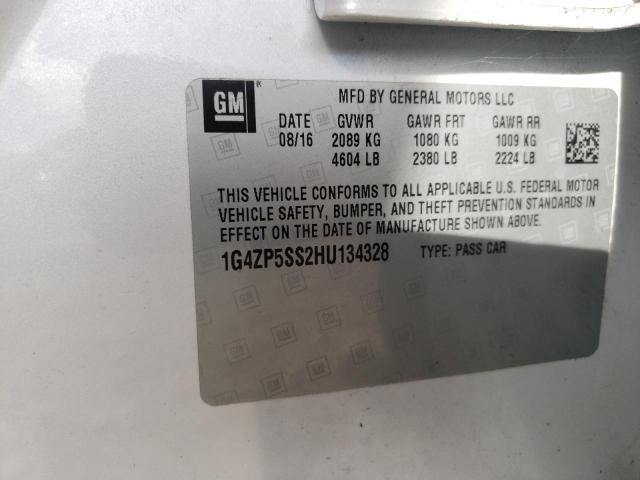 GM
MFD BY GENERAL MOTORS LLC
DATE GVWR GAWR FRT GAWR RR
08/16 2089 KG 1080 KG 1009 KG
4604 LB 2380 LB 2224 LB
THIS VEHICLE CONFORMS TO ALL APPLICABLE U.S. FEDERAL MOTOR
VEHICLE SAFETY, BUMPER, AND THEFT PREVENTION STANDARDS IN
EFFECT ON THE DATE OF MANUFACTURE SHOWN ABOVE.
1G4ZP5SS2HU134328 TYPE: PASS CAR